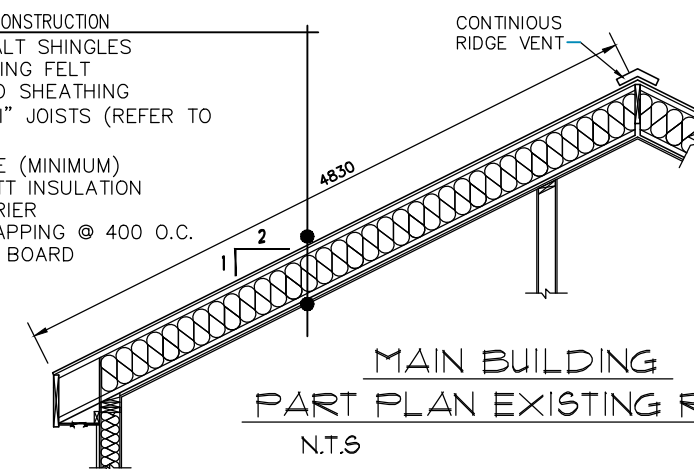 ONSTRUCTION
ALT SHINGLES
ING FELT
D SHEATHING
I" JOISTS (REFER TO
E (MINIMUM)
TT INSULATION
RIER
APPING @ 400 O.C.
BOARD
CONTINIOUS
RIDGE VENT
4830
2
1
MAIN BUILDING
PART PLAN EXISTING R
N.T.S